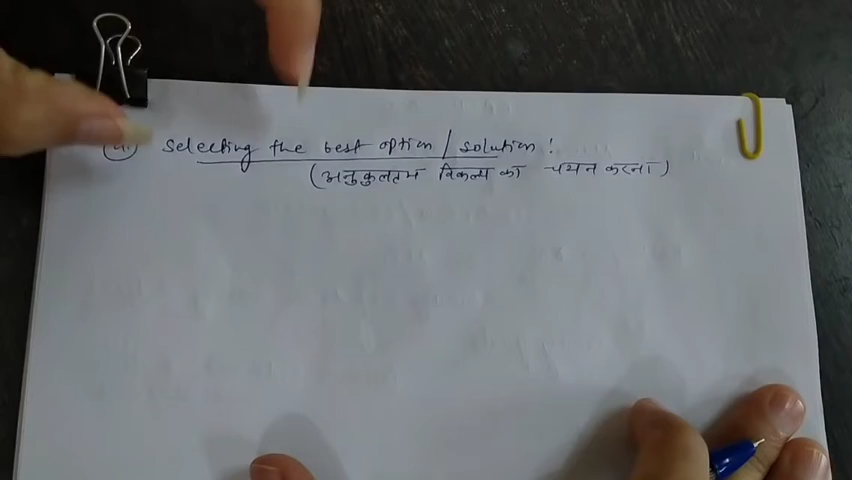 Selecting the best option / solution :
(अनुकुलतम विकल्प का चयन करना)